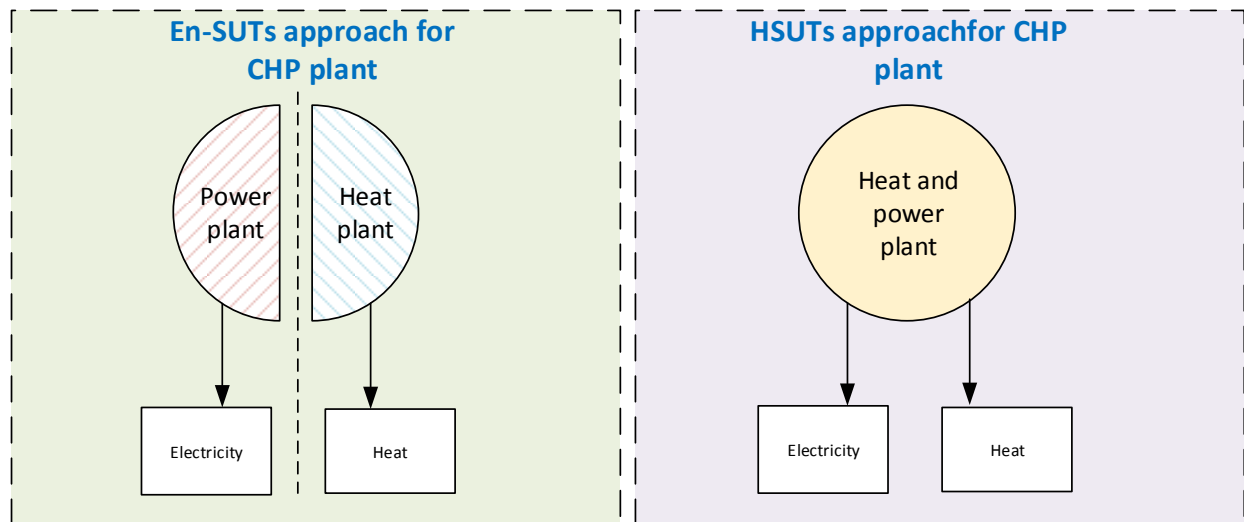 En-SUTs approach for
CHP plant
Power
plant
Heat
plant
Electricity
Heat
HSUTs approachfor CHP
plant
Heat and
power
plant
Electricity
Heat